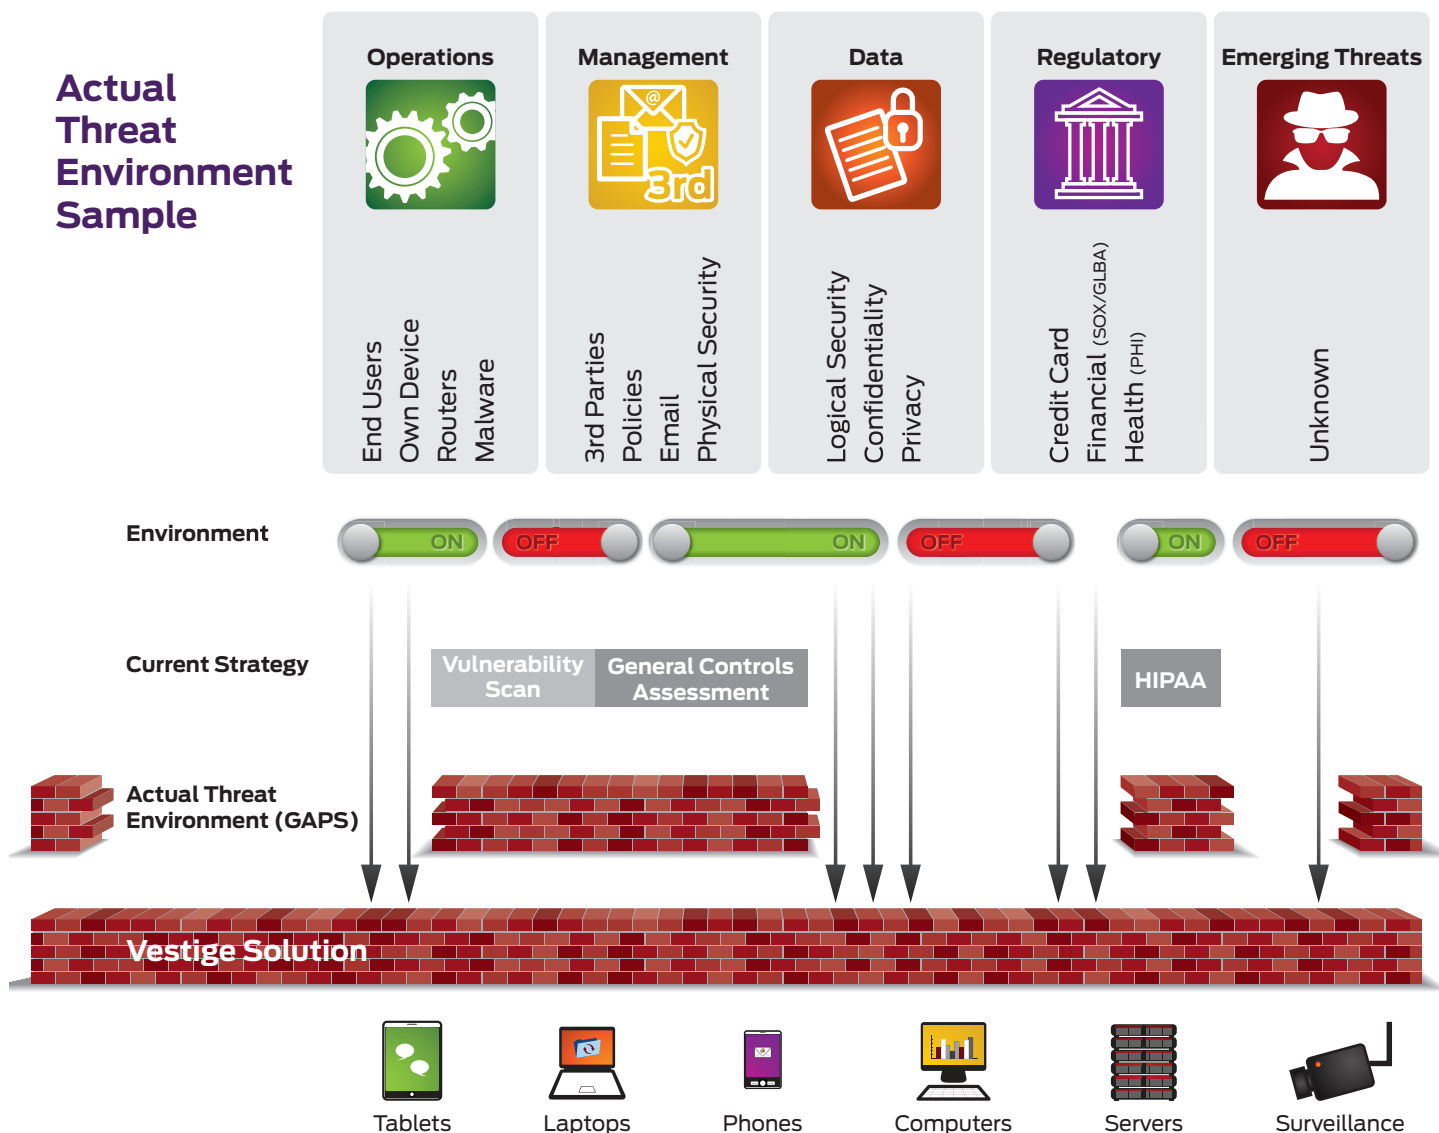 Actual
Threat
Environment
Sample
Operations
Management
Data
Regulatory
Emerging Threats
@
3rd
End Users
Own Device
Routers
Malware
3rd Parties
Policies
Email
Physical Security
Logical Security
Confidentiality
Privacy
Credit Card
Financial (SOX/GLBA)
Health (PHI)
Unknown
Environment
ON
OFF
ON
OFF
ON
OFF
Current Strategy
Vulnerability
Scan
General Controls
Assessment
HIPAA
Actual Threat
Environment (GAPS)
Vestige Solution
Tablets
Laptops
Phones
Computers
Servers
Surveillance